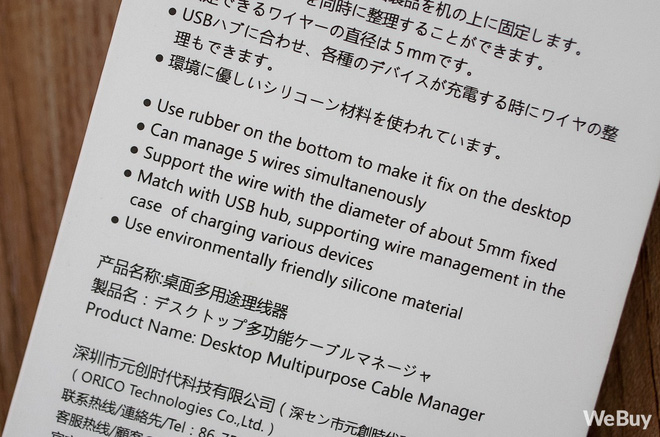 製品を机の上に固定します。
を同時に整理することができます。
定できるワイヤーの直径は5mmです。
● USBハブに合わせ、各種のデバイスが充電する時にワイヤの整
理もできます。
● 環境に優しいシリコーン材料を使われています。
● Use rubber on the bottom to make it fix on the desktop
● Can manage 5 wires simultanenously
● Support the wire with the diameter of about 5mm fixed
● Match with USB hub, supporting wire management in the
case of charging various devices
● Use environmentally friendly silicone material
产品名称:桌面多用途理线器
製品名：デスクトップ多功能ケーブルマネージャ
Product Name: Desktop Multipurpose Cable Manager
深圳市元创时代科技有限公司（深セン市元創時代
( ORICO Technologies Co.,Ltd. )
联系热线/連絡先/Tel : 86-75
客服热线/顧客
WeBuy